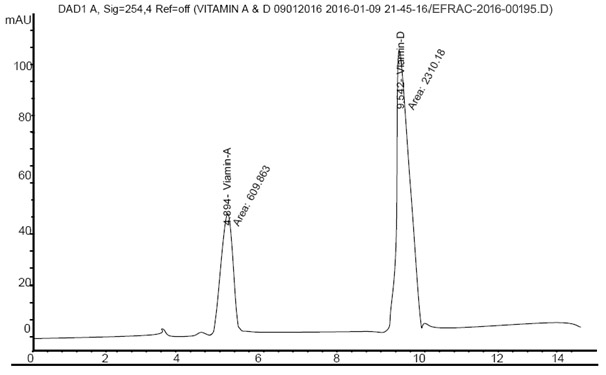 DAD1 A, Sig=254,4 Ref=off (VITAMIN A & D 09012016 2016-01-09 21-45-16/EFRAC-2016-00195.D)
mAU
100
80
60
40
20
0
4.894- Viamin-A
Area: 609.863
9.542- Vtamin-D
Area: 2310.18
0 2 4 6 8 10 12 14